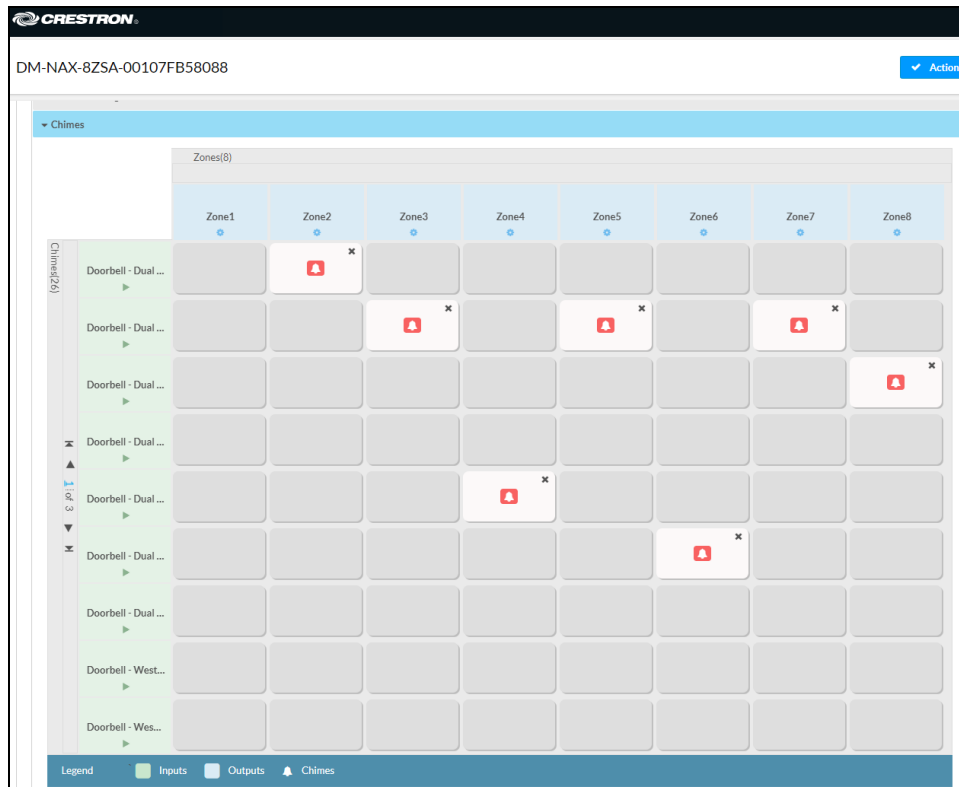 CRESTRON
DM-NAX-8ZSA-00107FB58088
Action
Chimes
Zones(8)
Zone1 Zone2 Zone3 Zone4 Zone5 Zone6 Zone7 Zone8
Chimes(26)
Doorbell - Dual ...
Doorbell - Dual ...
Doorbell - Dual ...
Doorbell - Dual ...
1 of 3
Doorbell - Dual ...
Doorbell - Dual ...
Doorbell - Dual ...
Doorbell - West...
Doorbell - Wes...
Legend Inputs Outputs Chimes